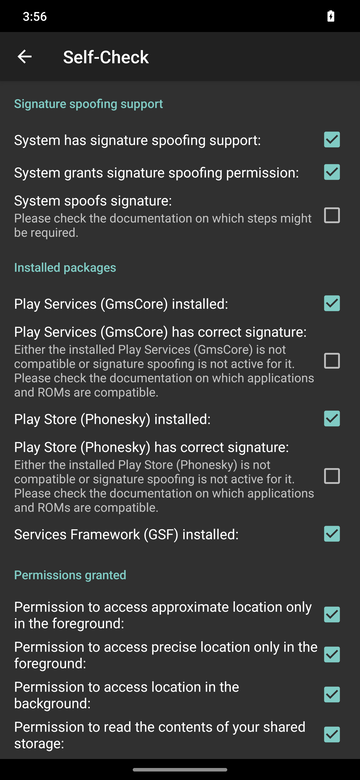 3:56
Self-Check
Signature spoofing support
System has signature spoofing support:
System grants signature spoofing permission:
System spoofs signature:
Please check the documentation on which steps might
be required.
Installed packages
Play Services (GmsCore) installed:
Play Services (GmsCore) has correct signature:
Either the installed Play Services (GmsCore) is not
compatible or signature spoofing is not active for it.
Please check the documentation on which applications
and ROMs are compatible.
Play Store (Phonesky) installed:
Play Store (Phonesky) has correct signature:
Either the installed Play Store (Phonesky) is not
compatible or signature spoofing is not active for it.
Please check the documentation on which applications
and ROMs are compatible.
Services Framework (GSF) installed:
Permissions granted
Permission to access approximate location only
in the foreground:
Permission to access precise location only in the
foreground:
Permission to access location in the
background:
Permission to read the contents of your shared
storage: